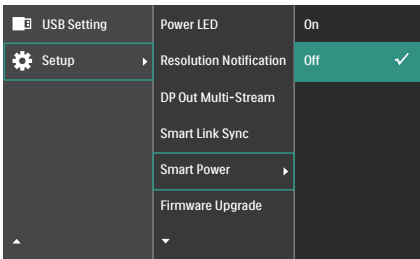 USB Setting
Setup
Power LED
Resolution Notification
DP Out Multi-Stream
Smart Link Sync
Smart Power
Firmware Upgrade
On
Off